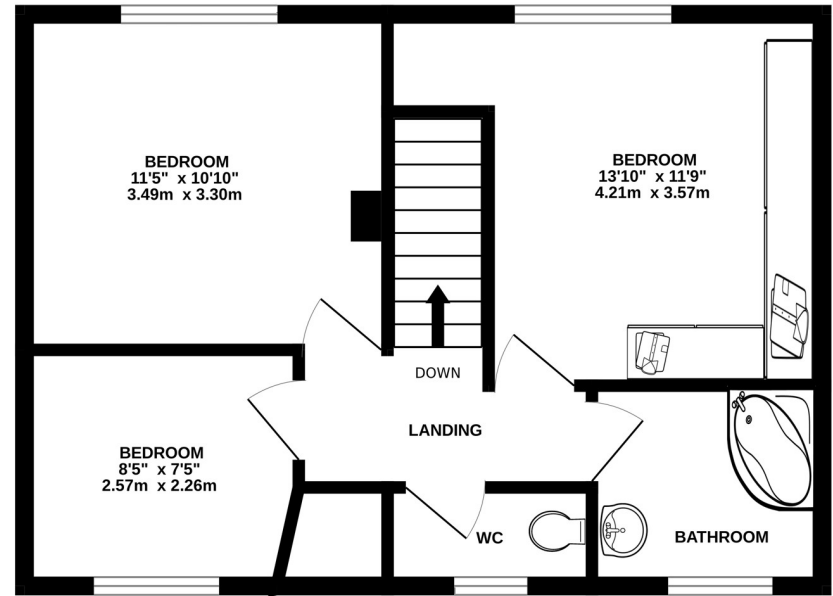 BEDROOM
11'5" x 10'10"
3.49m x 3.30m
BEDROOM
13'10" x 11'9"
4.21m x 3.57m
DOWN
LANDING
BEDROOM
8'5" x 7'5"
2.57m x 2.26m
WC
BATHROOM